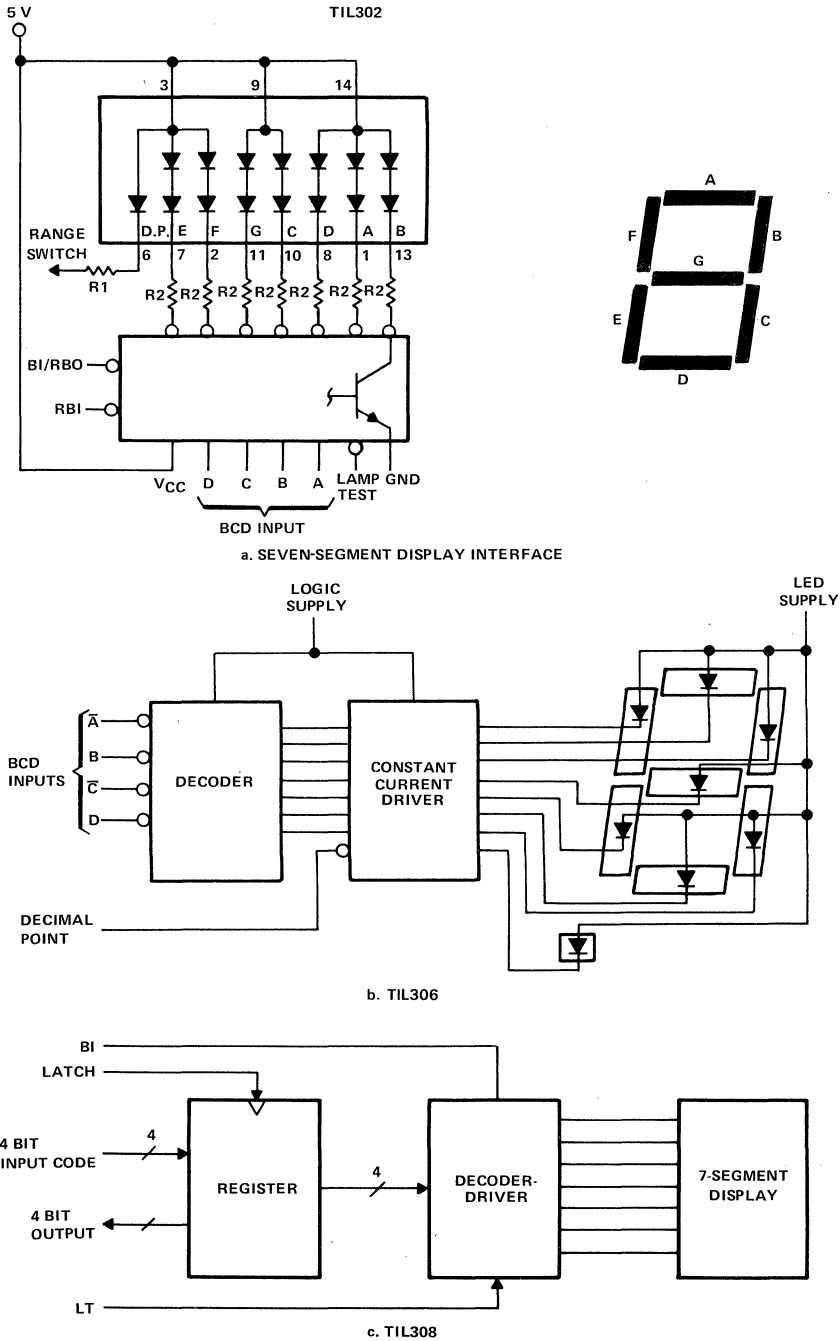 5 V
TIL302
3 9 14
D.P. E F G C D A B
RANGE
SWITCH
6 7 2 11 10 8 1 13
R1
R2 R2 R2 R2 R2 R2 R2
BI/RBO
RBI
VCC D C B A LAMP GND
TEST
BCD INPUT
A
F B
G
E C
D
a. SEVEN-SEGMENT DISPLAY INTERFACE
LOGIC
SUPPLY
LED
SUPPLY
BCD
INPUTS
A̅
B
C̅
D
DECODER
CONSTANT
CURRENT
DRIVER
DECIMAL
POINT
b. TIL306
BI
LATCH
4 BIT
INPUT CODE
4
REGISTER
4
DECODER-
DRIVER
7-SEGMENT
DISPLAY
4 BIT
OUTPUT
LT
c. TIL308